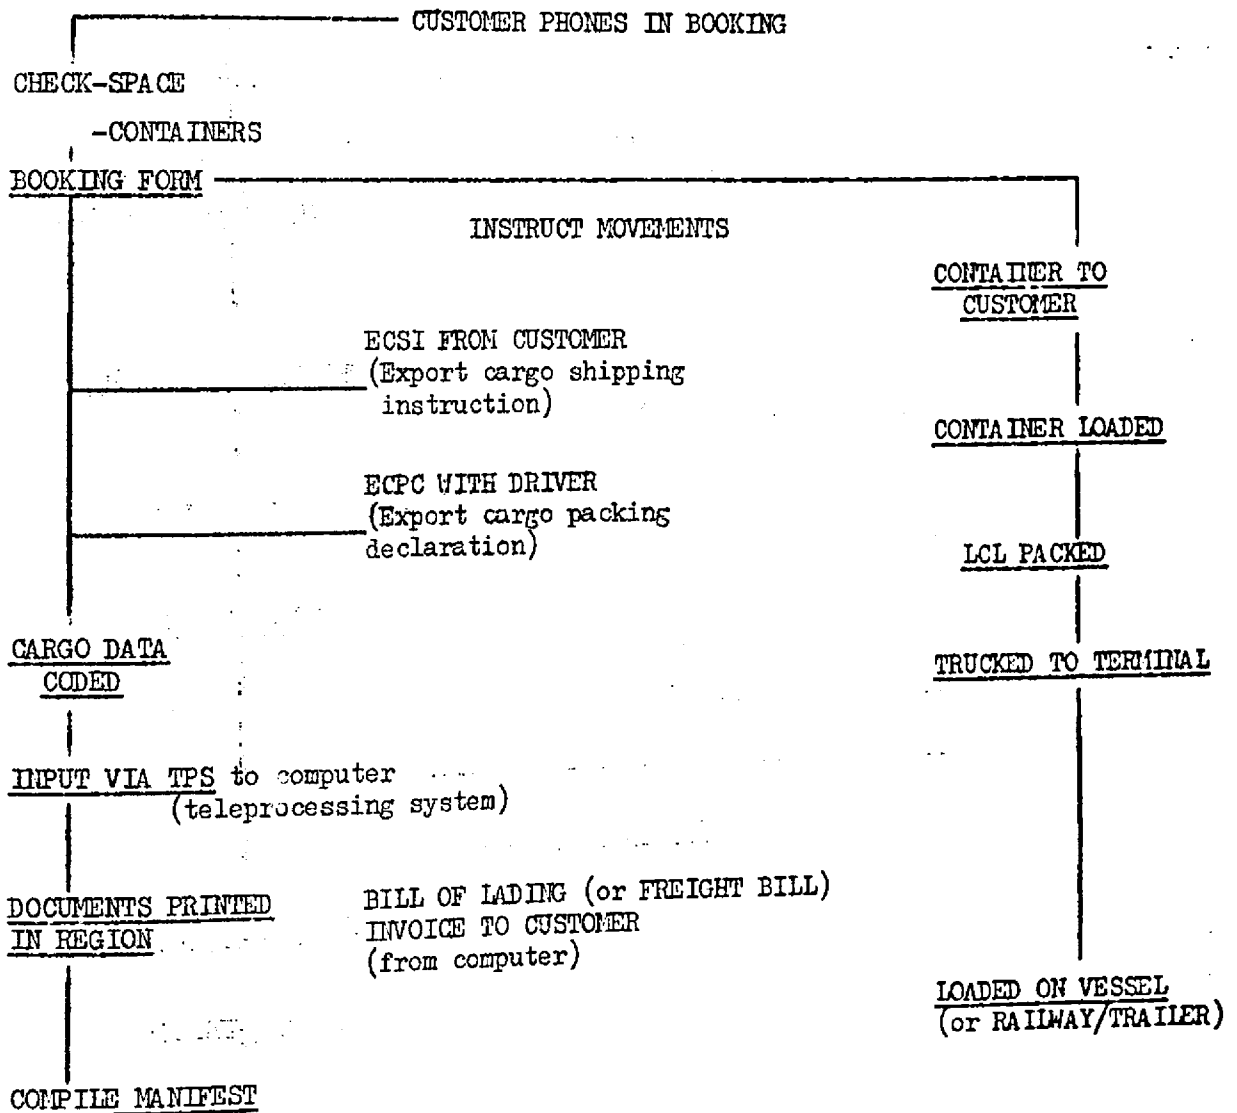 CUSTOMER PHONES IN BOOKING
CHECK-SPACE
-CONTAINERS
BOOKING FORM
INSTRUCT MOVEMENTS
CONTAINER TO
CUSTOMER
ECSI FROM CUSTOMER
(Export cargo shipping
instruction)
CONTAINER LOADED
ECPC WITH DRIVER
(Export cargo packing
declaration)
LCL PACKED
CARGO DATA
CODED
TRUCKED TO TERMINAL
INPUT VIA TPS to computer
(teleprocessing system)
DOCUMENTS PRINTED
IN REGION
BILL OF LADING (or FREIGHT BILL)
INVOICE TO CUSTOMER
(from computer)
LOADED ON VESSEL
(or RAILWAY/TRAILER)
COMPILE MANIFEST